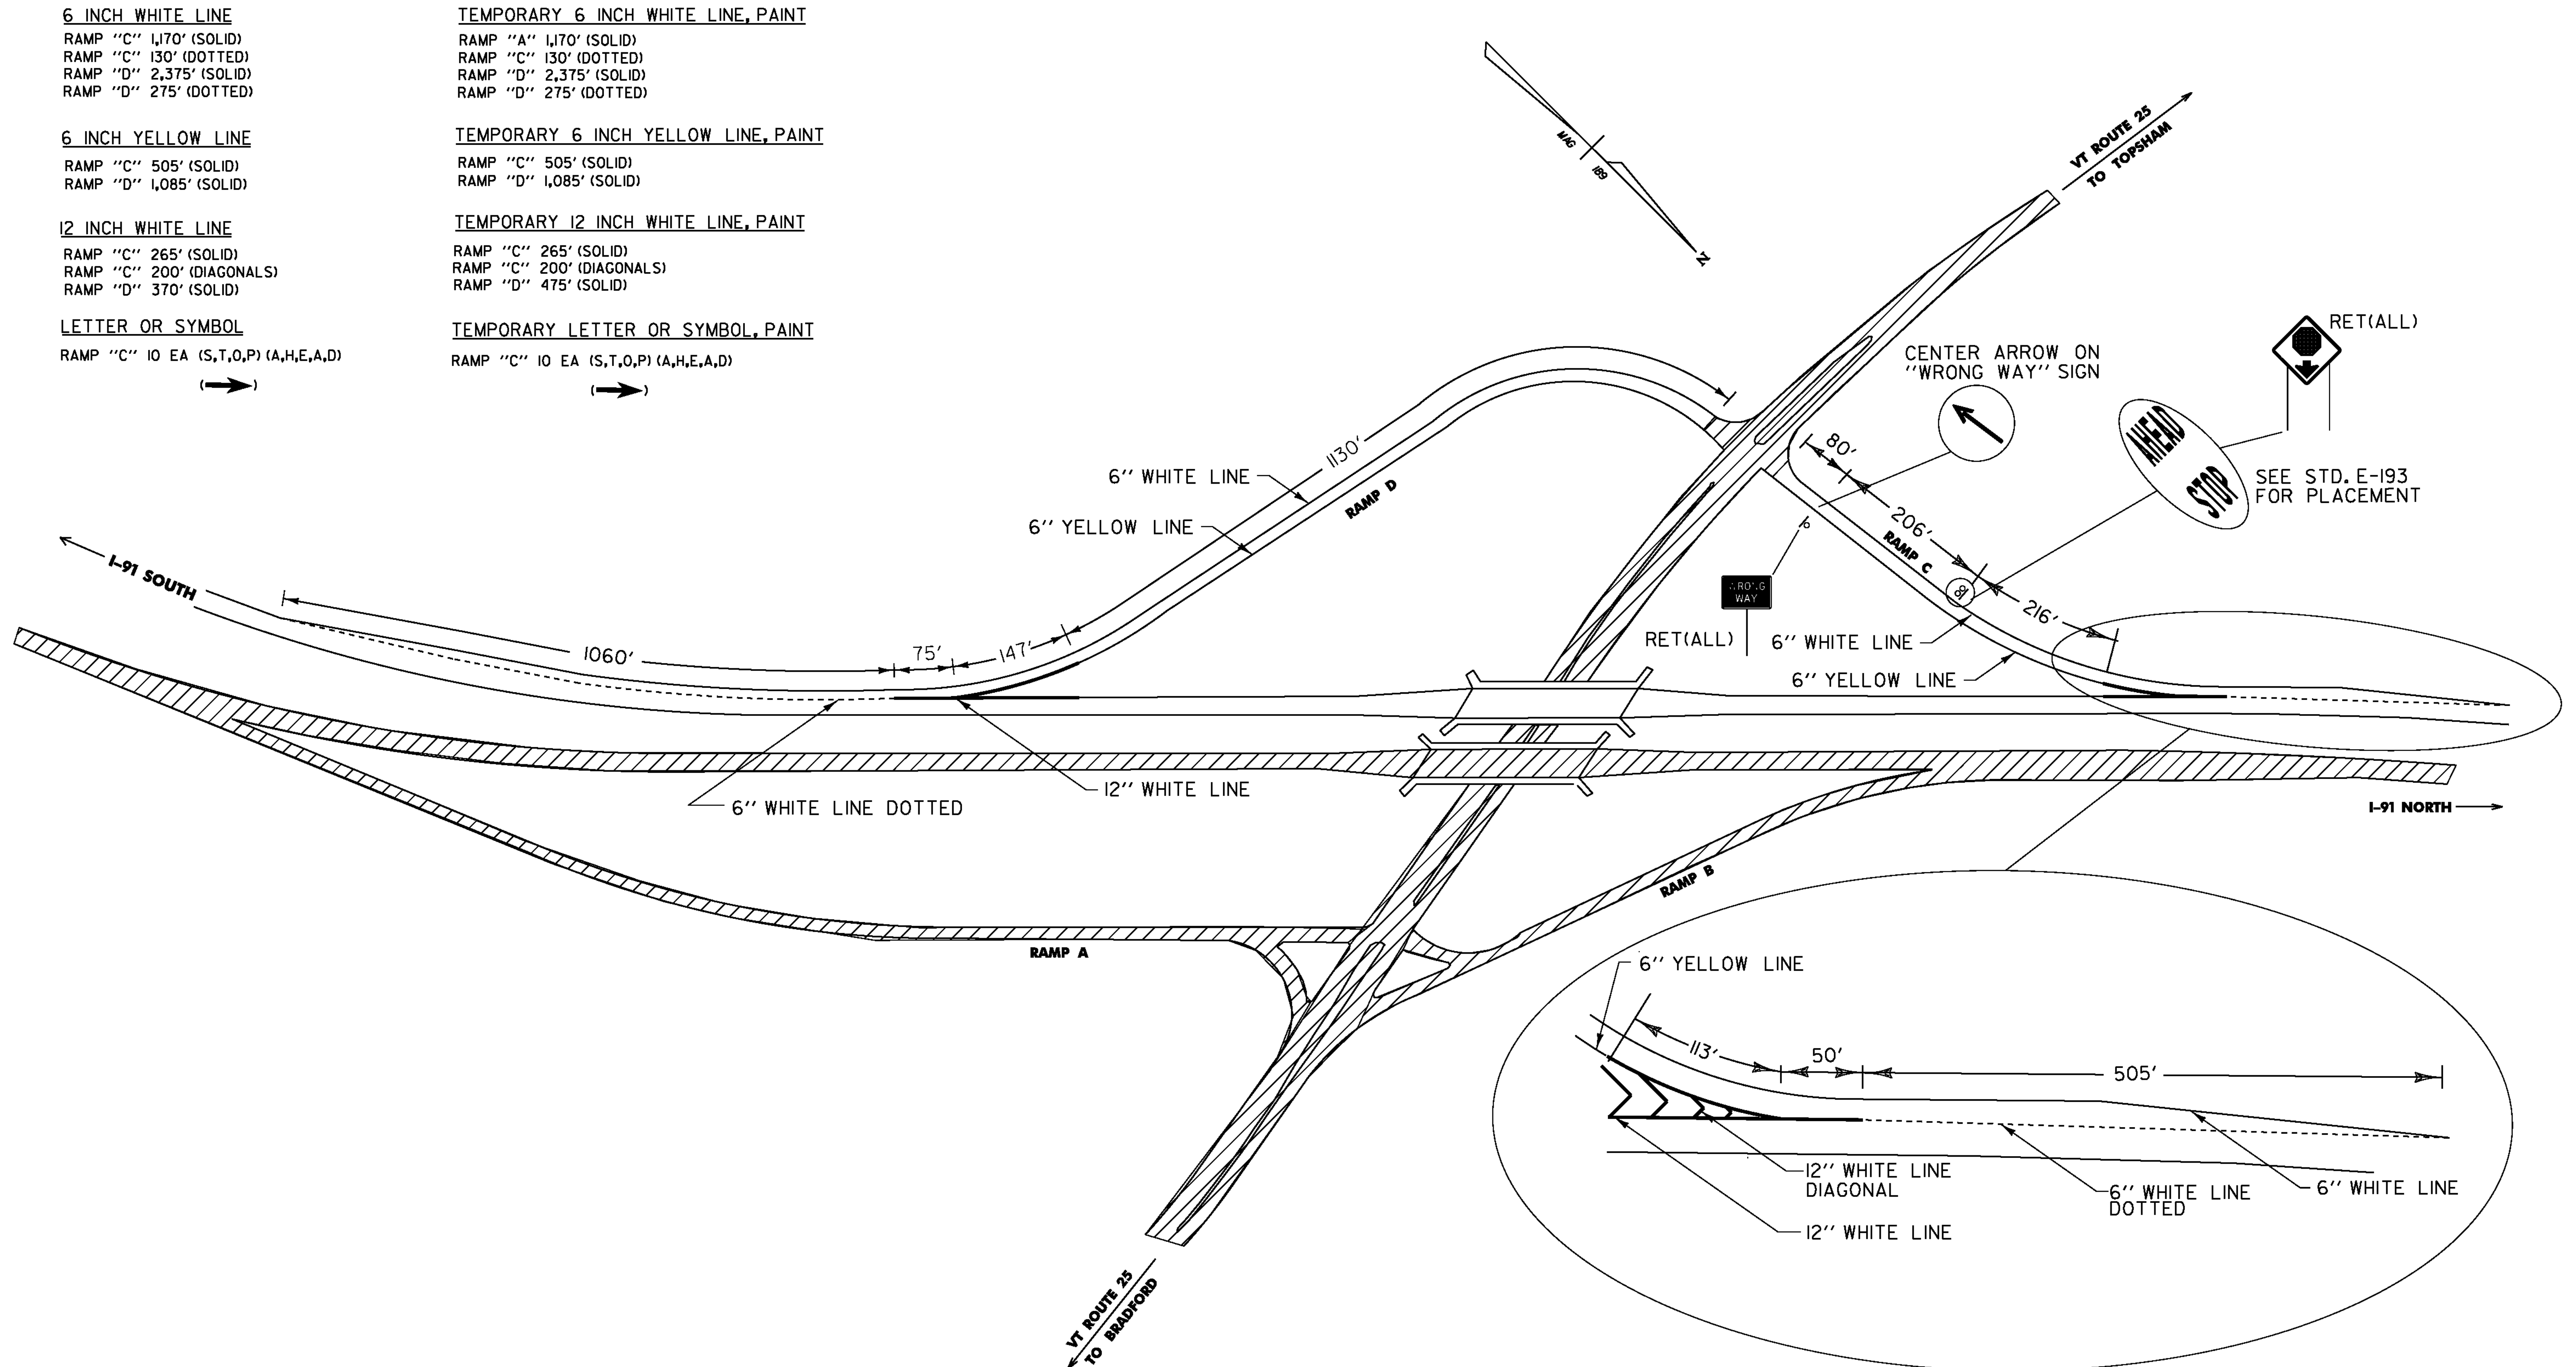 6 INCH WHITE LINE
RAMP "C" 1,170' (SOLID)
RAMP "C" 130' (DOTTED)
RAMP "D" 2,375' (SOLID)
RAMP "D" 275' (DOTTED)
6 INCH YELLOW LINE
RAMP "C" 505' (SOLID)
RAMP "D" 1,085' (SOLID)
12 INCH WHITE LINE
RAMP "C" 265' (SOLID)
RAMP "C" 200' (DIAGONALS)
RAMP "D" 370' (SOLID)
LETTER OR SYMBOL
RAMP "C" 10 EA (S,T,O,P) (A,H,E,A,D)
TEMPORARY 6 INCH WHITE LINE, PAINT
RAMP "A" 1,170' (SOLID)
RAMP "C" 130' (DOTTED)
RAMP "D" 2,375' (SOLID)
RAMP "D" 275' (DOTTED)
TEMPORARY 6 INCH YELLOW LINE, PAINT
RAMP "C" 505' (SOLID)
RAMP "D" 1,085' (SOLID)
TEMPORARY 12 INCH WHITE LINE, PAINT
RAMP "C" 265' (SOLID)
RAMP "C" 200' (DIAGONALS)
RAMP "D" 475' (SOLID)
TEMPORARY LETTER OR SYMBOL, PAINT
RAMP "C" 10 EA (S,T,O,P) (A,H,E,A,D)
MAG
N
VT ROUTE 25
TO TOPSHAM
RET(ALL)
CENTER ARROW ON
"WRONG WAY" SIGN
AHEAD
STOP
SEE STD. E-193
FOR PLACEMENT
80'
206'
RAMP C
216'
1130'
6" WHITE LINE
RAMP D
6" YELLOW LINE
I-91 SOUTH
WRONG
WAY
RET(ALL)
6" WHITE LINE
6" YELLOW LINE
1060'
75'
147'
12" WHITE LINE
6" WHITE LINE DOTTED
I-91 NORTH
RAMP B
RAMP A
6" YELLOW LINE
113'
50'
505'
12" WHITE LINE
DIAGONAL
6" WHITE LINE
DOTTED
6" WHITE LINE
12" WHITE LINE
VT ROUTE 25
TO BRADFORD